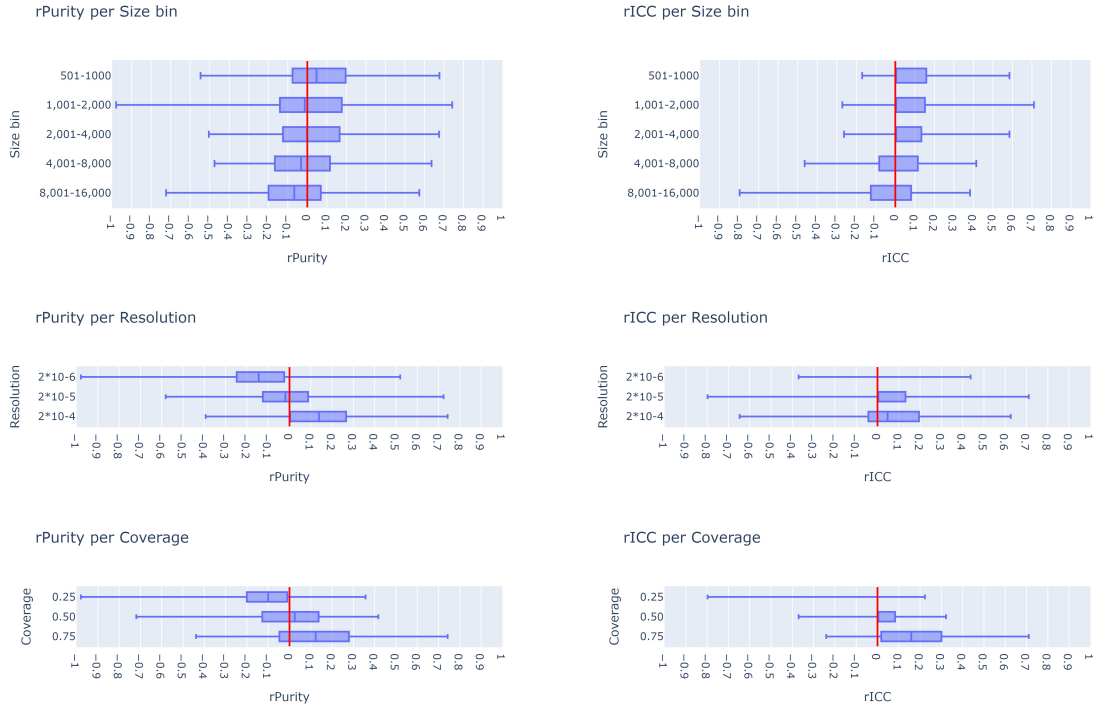 rPurity per Size bin
Size bin
501-1000
1,001-2,000
2,001-4,000
4,001-8,000
8,001-16,000
−1 −0.9 −0.8 −0.7 −0.6 −0.5 −0.4 −0.3 −0.2 −0.1 0 0.1 0.2 0.3 0.4 0.5 0.6 0.7 0.8 0.9 1
rPurity
rICC per Size bin
Size bin
501-1000
1,001-2,000
2,001-4,000
4,001-8,000
8,001-16,000
−1 −0.9 −0.8 −0.7 −0.6 −0.5 −0.4 −0.3 −0.2 −0.1 0 0.1 0.2 0.3 0.4 0.5 0.6 0.7 0.8 0.9 1
rICC
rPurity per Resolution
Resolution
2*10-6
2*10-5
2*10-4
−1 −0.9 −0.8 −0.7 −0.6 −0.5 −0.4 −0.3 −0.2 −0.1 0 0.1 0.2 0.3 0.4 0.5 0.6 0.7 0.8 0.9 1
rPurity
rICC per Resolution
Resolution
2*10-6
2*10-5
2*10-4
−1 −0.9 −0.8 −0.7 −0.6 −0.5 −0.4 −0.3 −0.2 −0.1 0 0.1 0.2 0.3 0.4 0.5 0.6 0.7 0.8 0.9 1
rICC
rPurity per Coverage
Coverage
0.25
0.50
0.75
−1 −0.9 −0.8 −0.7 −0.6 −0.5 −0.4 −0.3 −0.2 −0.1 0 0.1 0.2 0.3 0.4 0.5 0.6 0.7 0.8 0.9 1
rPurity
rICC per Coverage
Coverage
0.25
0.50
0.75
−1 −0.9 −0.8 −0.7 −0.6 −0.5 −0.4 −0.3 −0.2 −0.1 0 0.1 0.2 0.3 0.4 0.5 0.6 0.7 0.8 0.9 1
rICC